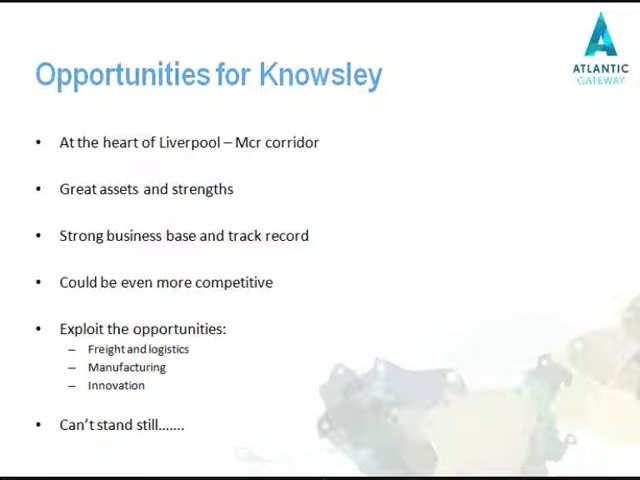 ATLANTIC
GATEWAY
Opportunities for Knowsley
• At the heart of Liverpool – Mcr corridor
• Great assets and strengths
• Strong business base and track record
• Could be even more competitive
• Exploit the opportunities:
– Freight and logistics
– Manufacturing
– Innovation
• Can't stand still…….